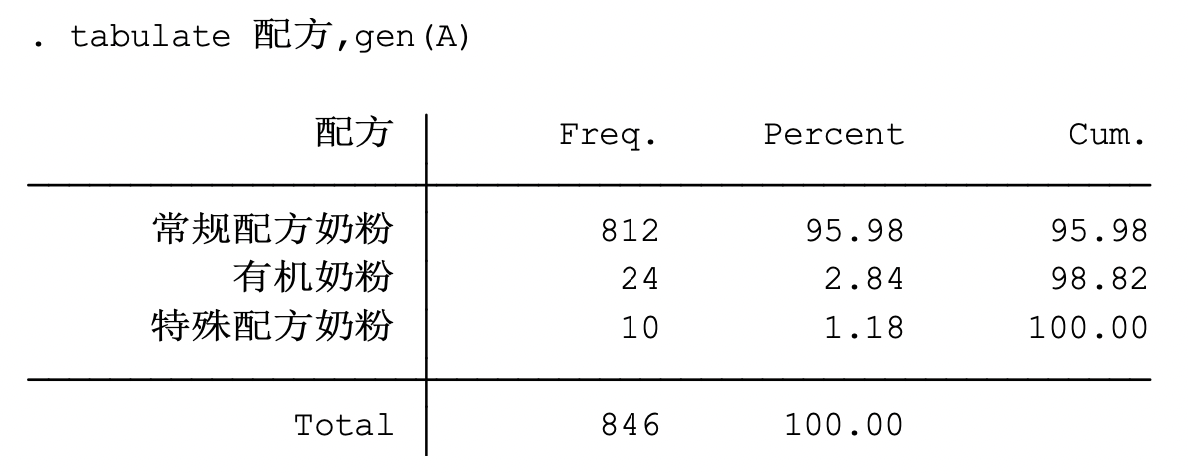 . tabulate 配方,gen(A)
配方 Freq. Percent Cum.
常规配方奶粉 812 95.98 95.98
有机奶粉 24 2.84 98.82
特殊配方奶粉 10 1.18 100.00
Total 846 100.00